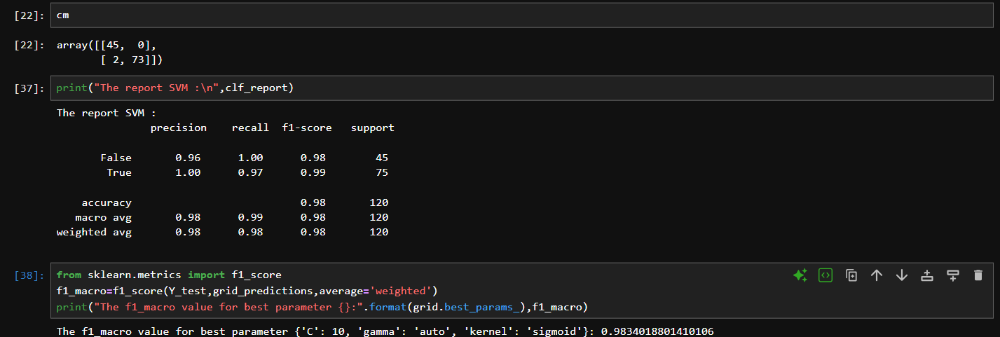 [22]: cm
[22]: array([[45,  0],
       [ 2, 73]])
[37]: print("The report SVM :\n",clf_report)
The report SVM :
               precision    recall  f1-score   support

       False       0.96      1.00      0.98        45
        True       1.00      0.97      0.99        75

    accuracy                           0.98       120
   macro avg       0.98      0.99      0.98       120
weighted avg       0.98      0.98      0.98       120

[38]: from sklearn.metrics import f1_score
f1_macro=f1_score(Y_test,grid_predictions,average='weighted')
print("The f1_macro value for best parameter {}:".format(grid.best_params_),f1_macro)
The f1_macro value for best parameter {'C': 10, 'gamma': 'auto', 'kernel': 'sigmoid'}: 0.9834018801410106